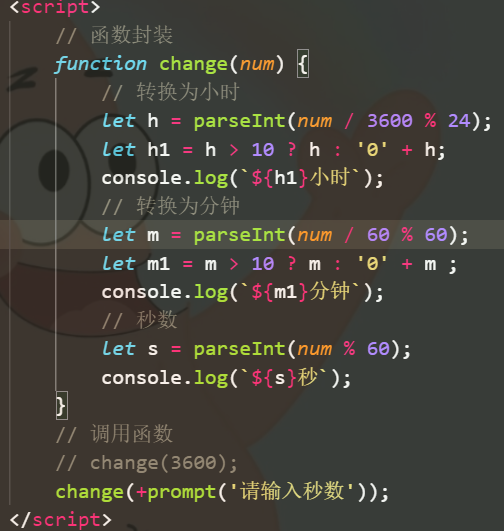 <script>
// 函数封装
function change(num) {
// 转换为小时
let h = parseInt(num / 3600 % 24);
let h1 = h > 10 ? h : '0' + h;
console.log(`${h1}小时`);
// 转换为分钟
let m = parseInt(num / 60 % 60);
let m1 = m > 10 ? m : '0' + m ;
console.log(`${m1}分钟`);
// 秒数
let s = parseInt(num % 60);
console.log(`${s}秒`);
}
// 调用函数
// change(3600);
change(+prompt('请输入秒数'));
</script>